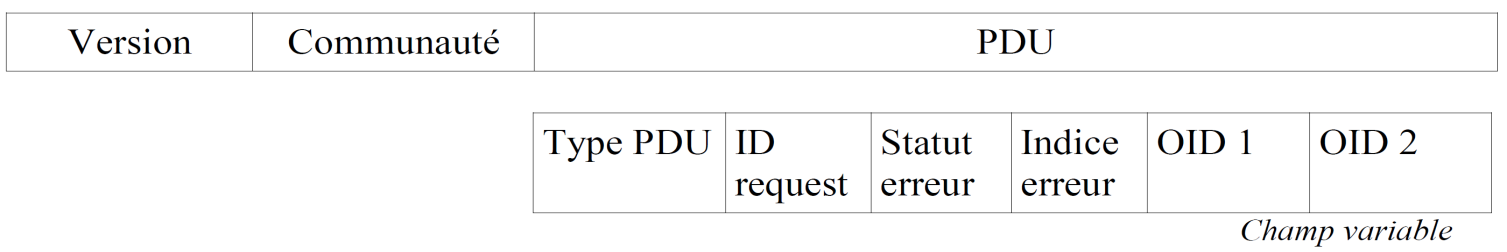 Version Communauté PDU
Type PDU ID request Statut erreur Indice erreur OID 1 OID 2
Champ variable